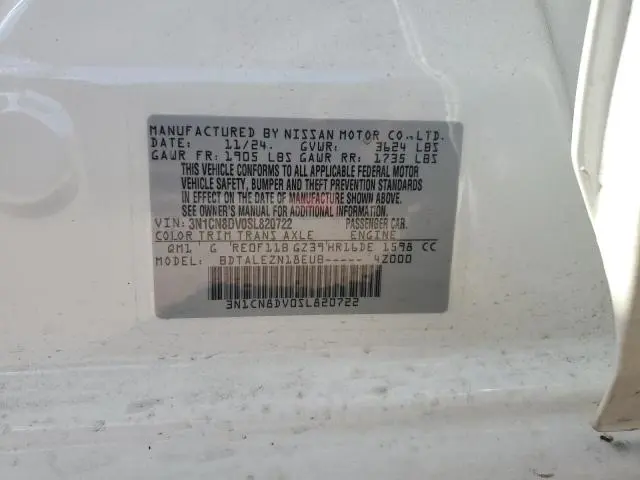 MANUFACTURED BY NISSAN MOTOR CO.,LTD.
DATE: 11/24. GVWR: 3624 LBS
GAWR FR: 1905 LBS GAWR RR: 1735 LBS
THIS VEHICLE CONFORMS TO ALL APPLICABLE FEDERAL MOTOR
VEHICLE SAFETY, BUMPER AND THEFT PREVENTION STANDARDS
IN EFFECT ON THE DATE OF MANUFACTURE SHOWN ABOVE.
SEE OWNER'S MANUAL FOR ADDITIONAL INFORMATION.
VIN: 3N1CN8DV0SL820722 PASSENGER CAR.
COLOR TRIM TRANS AXLE ENGINE
QM1 G RE0F11B GZ39 HR16DE 1598 CC
MODEL: BDTALEZN18EUB----- 4Z000
3N1CN8DV0SL820722